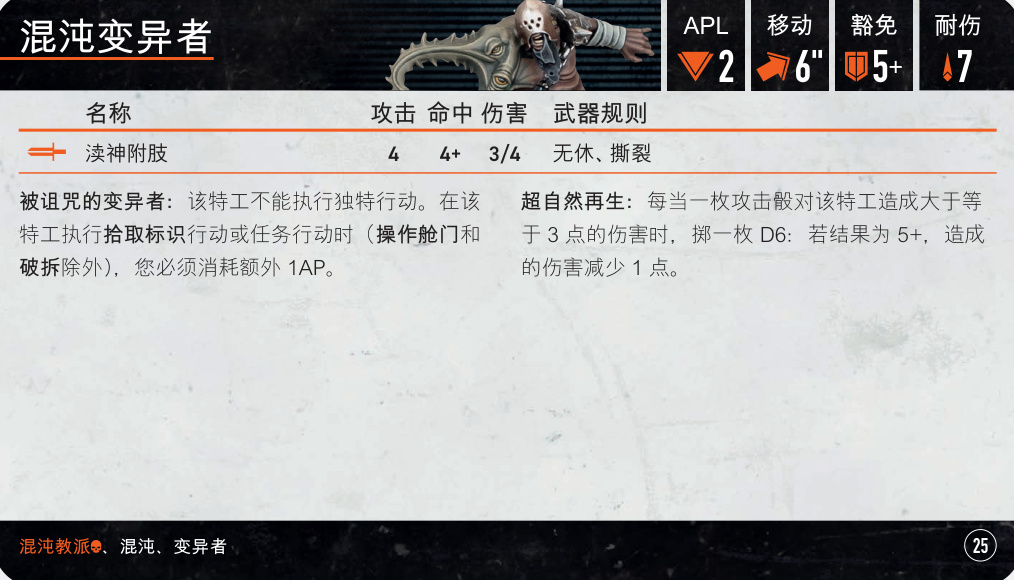 混沌变异者
APL 移动 豁免 耐伤
2 6" 5+ 7
名称 攻击 命中 伤害 武器规则
渎神附肢 4 4+ 3/4 无休、撕裂
被诅咒的变异者：该特工不能执行独特行动。在该
特工执行拾取标识行动或任务行动时（操作舱门和
破拆除外），您必须消耗额外 1AP。
超自然再生：每当一枚攻击骰对该特工造成大于等
于 3 点的伤害时，掷一枚 D6：若结果为 5+，造成
的伤害减少 1 点。
混沌教派、混沌、变异者
25